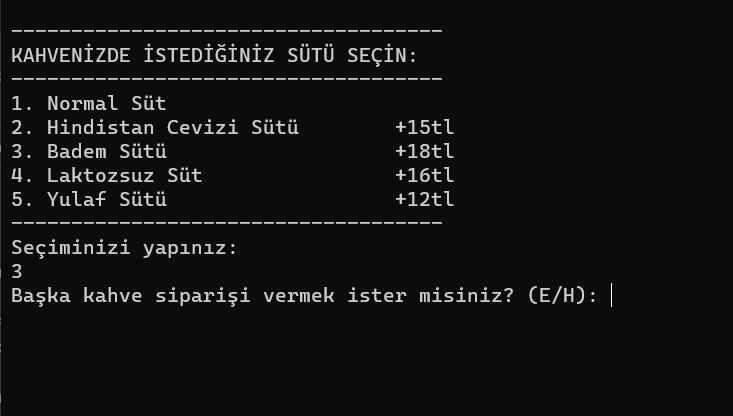 ------------------------------------
KAHVENİZDE İSTEDİĞİNİZ SÜTÜ SEÇİN:
------------------------------------
1. Normal Süt
2. Hindistan Cevizi Sütü        +15tl
3. Badem Sütü                   +18tl
4. Laktozsuz Süt                +16tl
5. Yulaf Sütü                   +12tl
------------------------------------
Seçiminizi yapınız:
3
Başka kahve siparişi vermek ister misiniz? (E/H):